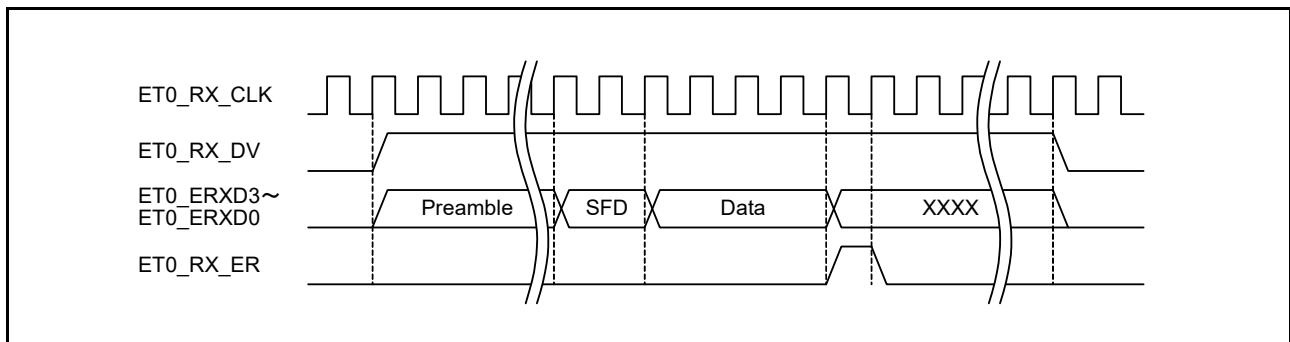 ET0_RX_CLK
ET0_RX_DV
ET0_ERXD3～
ET0_ERXD0
Preamble SFD Data XXXX
ET0_RX_ER